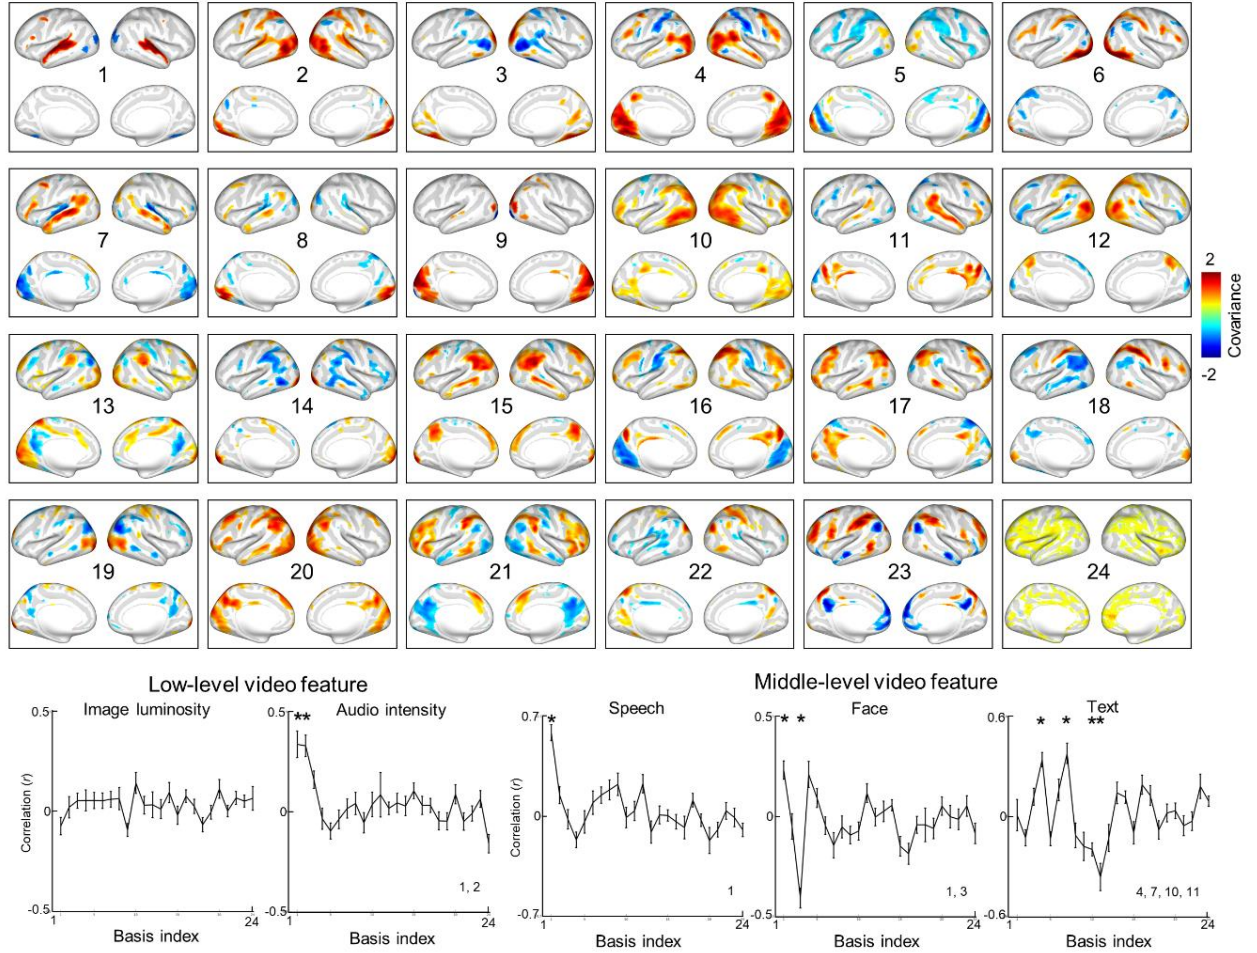 1 2 3 4 5 6
7 8 9 10 11 12
2
Covariance
-2
13 14 15 16 17 18
19 20 21 22 23 24
Low-level video feature
Middle-level video feature
Image luminosity
Audio intensity
Speech
Face
Text
0.5
0
-0.5
Correlation (r)
1
24
Basis index
0.5
**
0
-0.5
1, 2
1
24
Basis index
0.7
*
0
-0.7
Correlation (r)
1
1
24
Basis index
0.5
* *
0
-0.5
1, 3
1
24
Basis index
0.6
* * **
0
-0.6
4, 7, 10, 11
1
24
Basis index